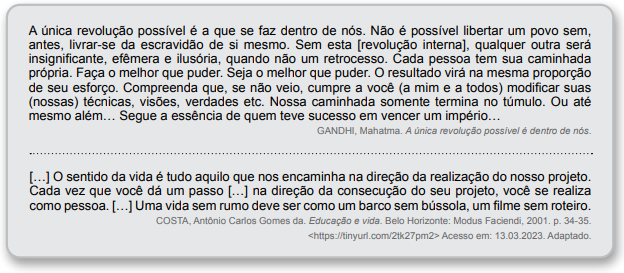 A única revolução possível é a que se faz dentro de nós. Não é possível libertar um povo sem,
antes, livrar-se da escravidão de si mesmo. Sem esta [revolução interna], qualquer outra será
insignificante, efêmera e ilusória, quando não um retrocesso. Cada pessoa tem sua caminhada
própria. Faça o melhor que puder. Seja o melhor que puder. O resultado virá na mesma proporção
de seu esforço. Compreenda que, se não veio, cumpre a você (a mim e a todos) modificar suas
(nossas) técnicas, visões, verdades etc. Nossa caminhada somente termina no túmulo. Ou até
mesmo além… Segue a essência de quem teve sucesso em vencer um império…
GANDHI, Mahatma. A única revolução possível é dentro de nós.
[…] O sentido da vida é tudo aquilo que nos encaminha na direção da realização do nosso projeto.
Cada vez que você dá um passo […] na direção da consecução do seu projeto, você se realiza
como pessoa. […] Uma vida sem rumo deve ser como um barco sem bússola, um filme sem roteiro.
COSTA, Antônio Carlos Gomes da. Educação e vida. Belo Horizonte: Modus Faciendi, 2001. p. 34-35.
<https://tinyurl.com/2tk27pm2> Acesso em: 13.03.2023. Adaptado.